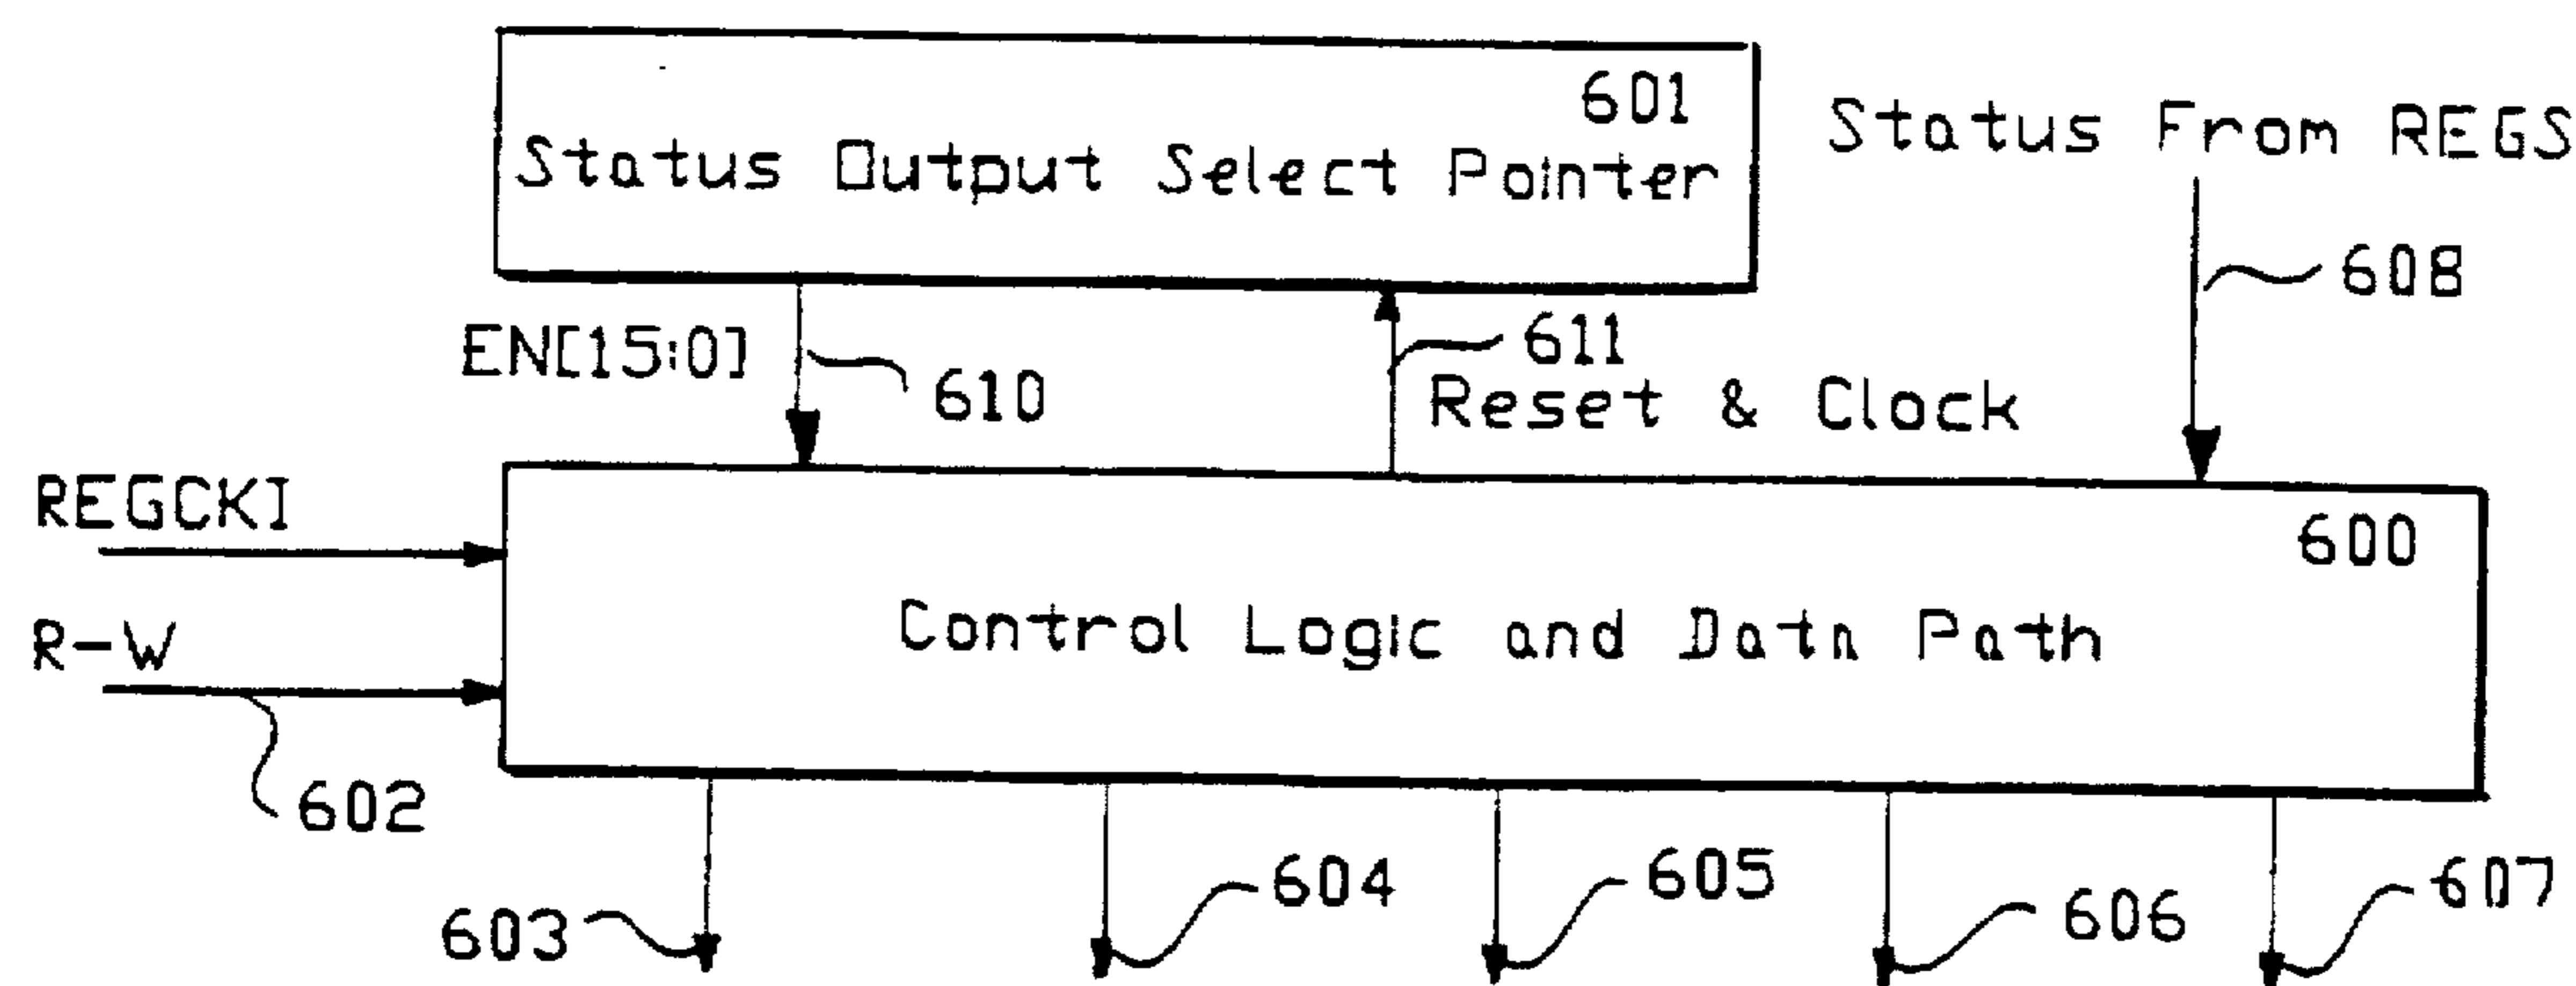 601
Status Output Select Pointer
Status From REGS
608
EN[15:0]
610
611
Reset & Clock
REGCKI
600
R-W
Control Logic and Data Path
602
603
604
605
606
607